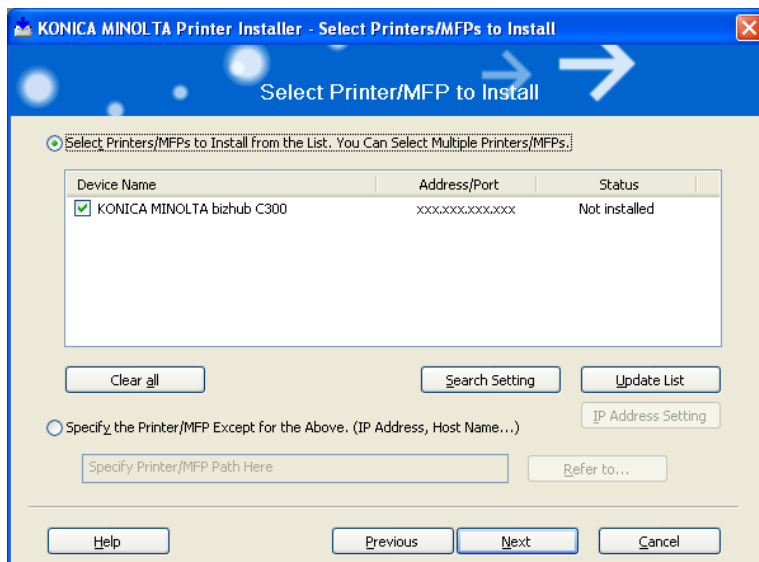 KONICA MINOLTA Printer Installer - Select Printers/MFPs to Install
Select Printer/MFP to Install
Select Printers/MFPs to Install from the List. You Can Select Multiple Printers/MFPs.
Device Name Address/Port Status
KONICA MINOLTA bizhub C300 xxx.xxx.xxx.xxx Not installed
Clear all Search Setting Update List
IP Address Setting
Specify the Printer/MFP Except for the Above. (IP Address, Host Name...)
Specify Printer/MFP Path Here Refer to...
Help Previous Next Cancel